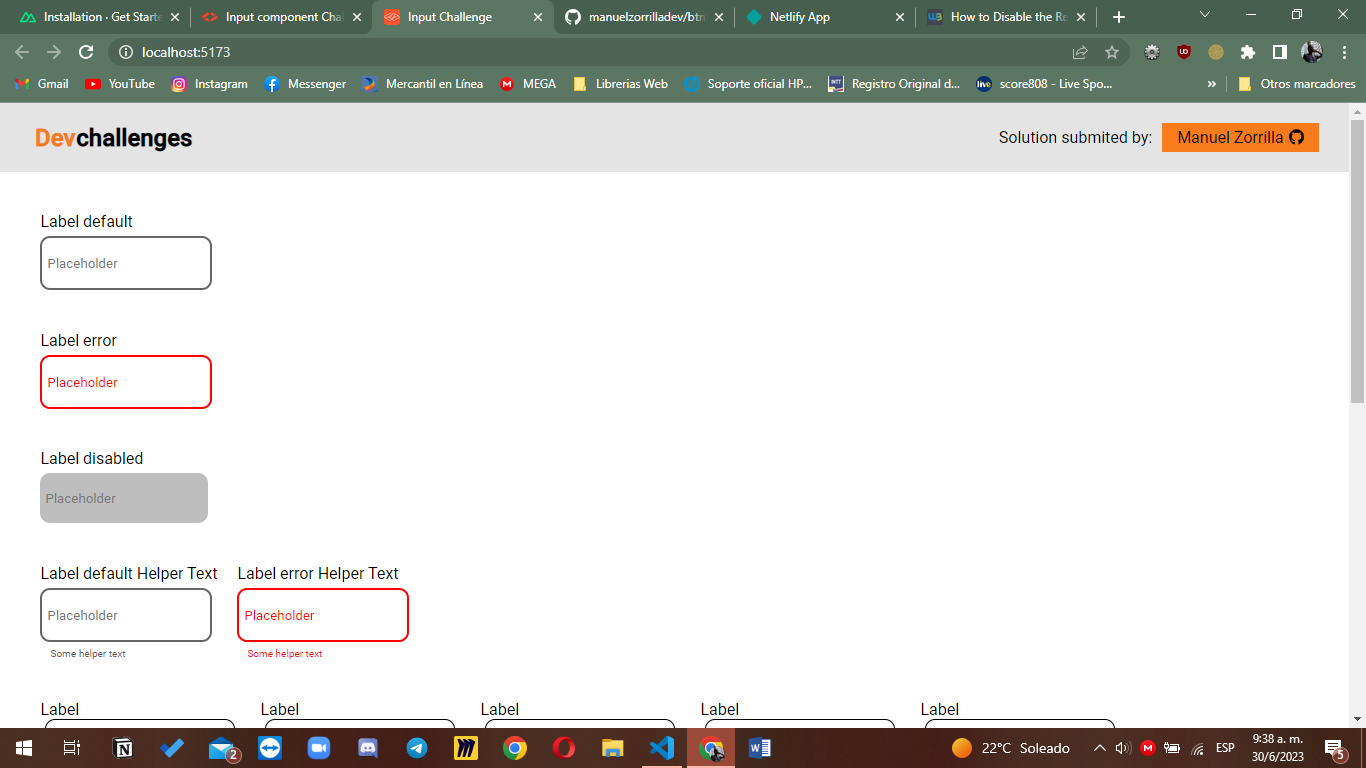 Installation · Get Starte
Input component Chal
Input Challenge
manuelzorrilladev/btn
Netlify App
How to Disable the Re
localhost:5173
Gmail
YouTube
Instagram
Messenger
Mercantil en Línea
MEGA
Librerias Web
Soporte oficial HP...
Registro Original d...
score808 - Live Spo...
»
Otros marcadores
Devchallenges
Solution submited by:
Manuel Zorrilla
Label default
Placeholder
Label error
Placeholder
Label disabled
Placeholder
Label default Helper Text
Label error Helper Text
Placeholder
Placeholder
Some helper text
Some helper text
Label
Label
Label
Label
Label
2
22°C Soleado
ESP
9:38 a. m.
30/6/2023
5